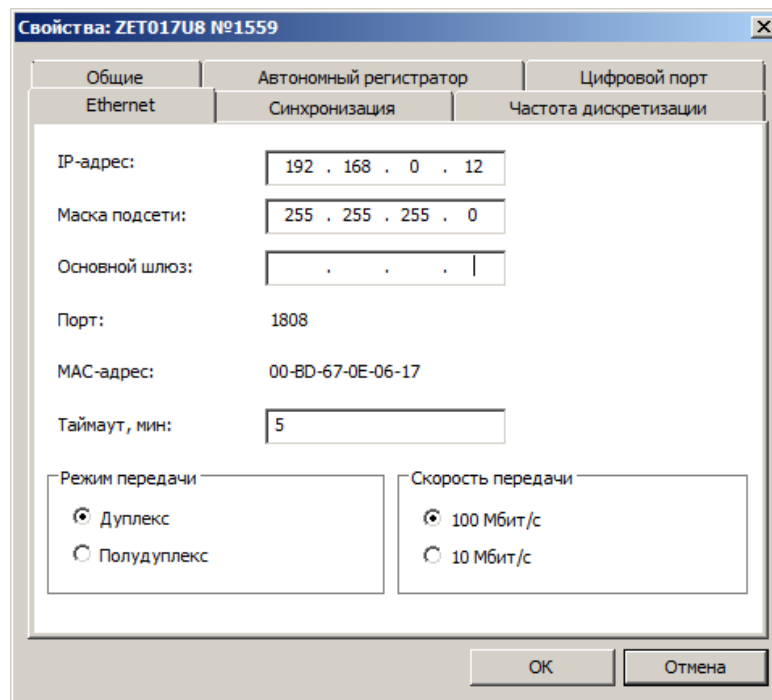 Свойства: ZET017U8 №1559
Общие Автономный регистратор Цифровой порт
Ethernet Синхронизация Частота дискретизации
IP-адрес: 192 . 168 . 0 . 12
Маска подсети: 255 . 255 . 255 . 0
Основной шлюз: . . .
Порт: 1808
MAC-адрес: 00-BD-67-0E-06-17
Таймаут, мин: 5
Режим передачи Скорость передачи
Дуплекс 100 Мбит/с
Полудуплекс 10 Мбит/с
OK Отмена